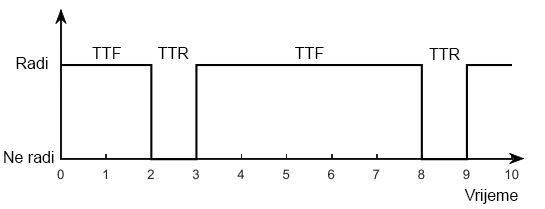 TTF TTR TTF TTR
Radi
Ne radi
0 1 2 3 4 5 6 7 8 9 10
Vrijeme